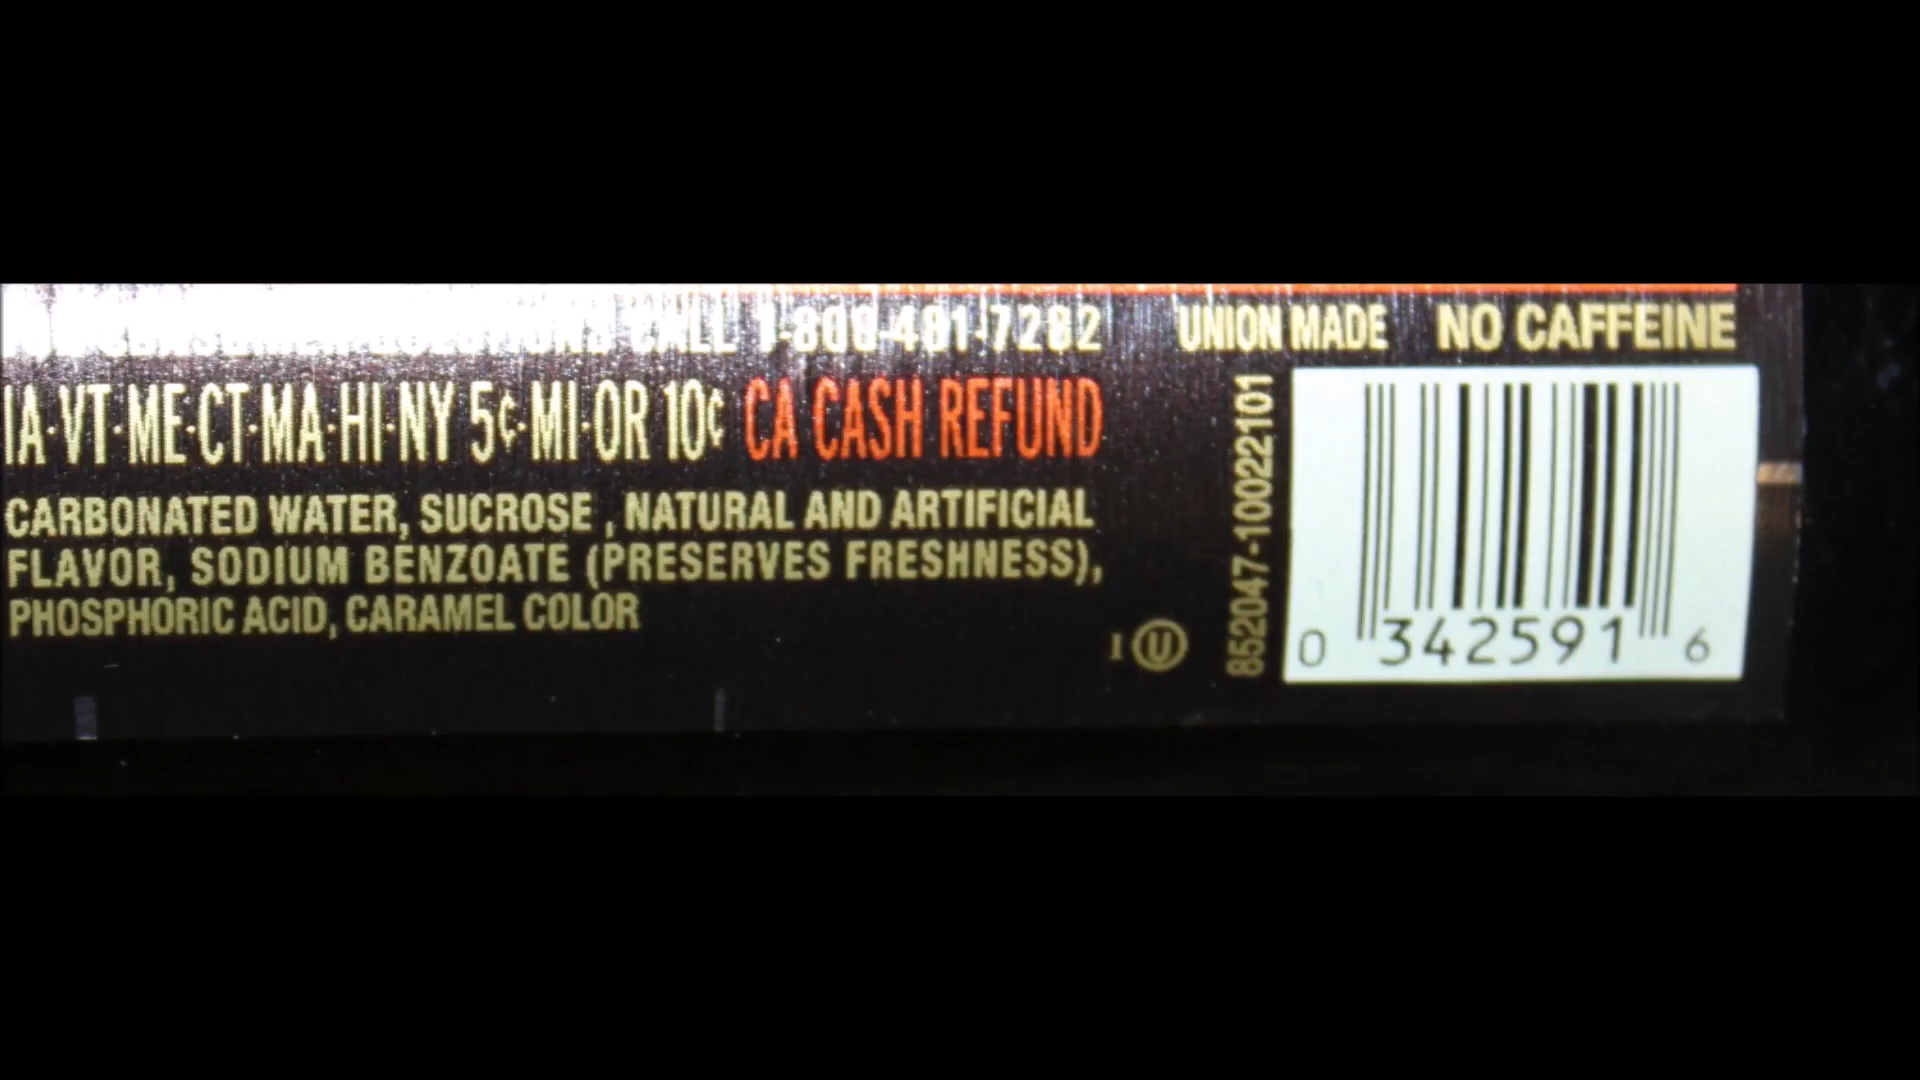 CALL 1-800-481-7282
UNION MADE NO CAFFEINE
IA·VT·ME·CT·MA·HI·NY 5¢·MI·OR 10¢ CA CASH REFUND
CARBONATED WATER, SUCROSE , NATURAL AND ARTIFICIAL
FLAVOR, SODIUM BENZOATE (PRESERVES FRESHNESS),
PHOSPHORIC ACID, CARAMEL COLOR
I U
852047-10022101
0 342591 6